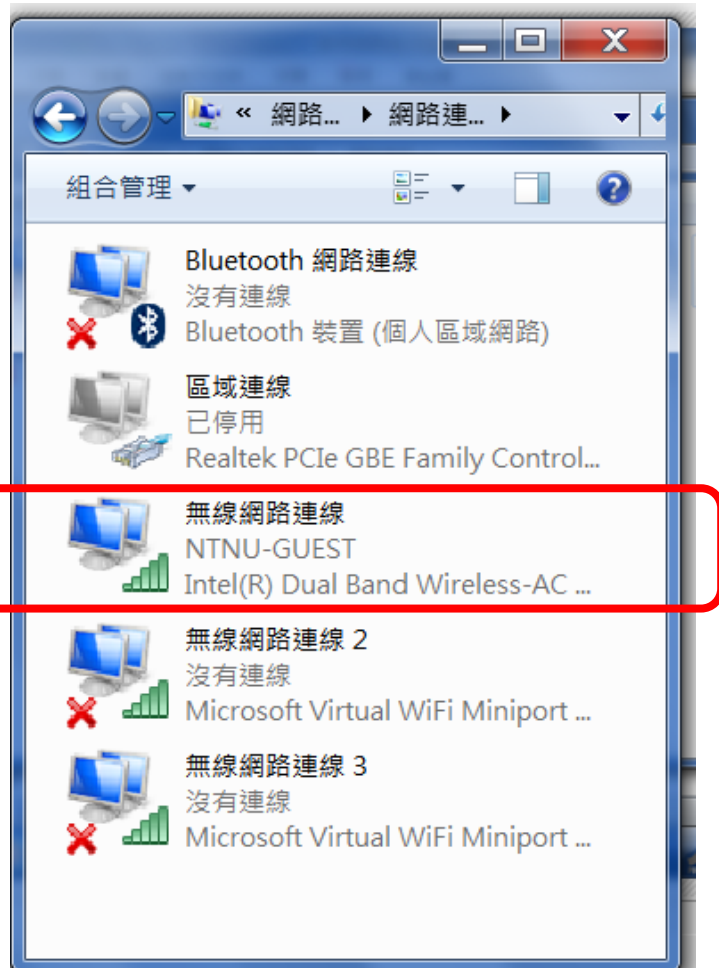 « 網路... ▶ 網路連... ▶
組合管理 ▼
Bluetooth 網路連線
沒有連線
Bluetooth 裝置 (個人區域網路)
區域連線
已停用
Realtek PCIe GBE Family Control...
無線網路連線
NTNU-GUEST
Intel(R) Dual Band Wireless-AC ...
無線網路連線 2
沒有連線
Microsoft Virtual WiFi Miniport ...
無線網路連線 3
沒有連線
Microsoft Virtual WiFi Miniport ...